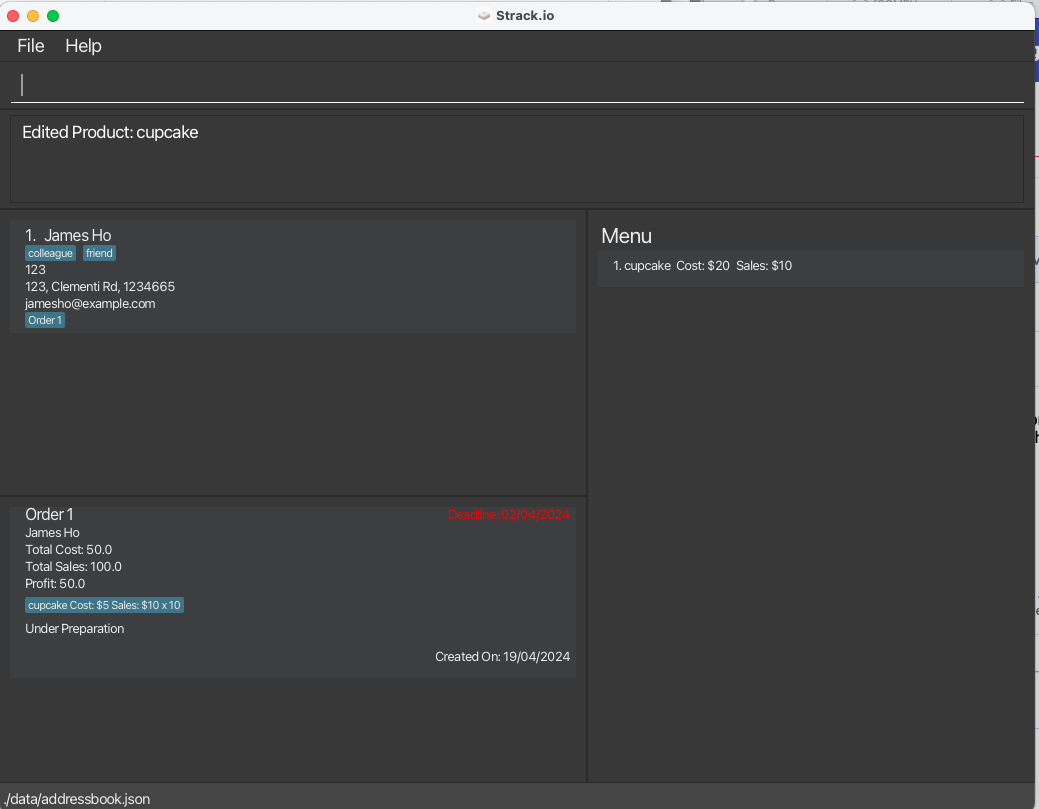 Strack.io
File Help
Edited Product: cupcake
1. James Ho
colleague friend
123
123, Clementi Rd, 1234665
jamesho@example.com
Order 1
Menu
1. cupcake Cost: $20 Sales: $10
Order 1 Deadline: 02/04/2024
James Ho
Total Cost: 50.0
Total Sales: 100.0
Profit: 50.0
cupcake Cost: $5 Sales: $10 x 10
Under Preparation
Created On: 19/04/2024
./data/addressbook.json